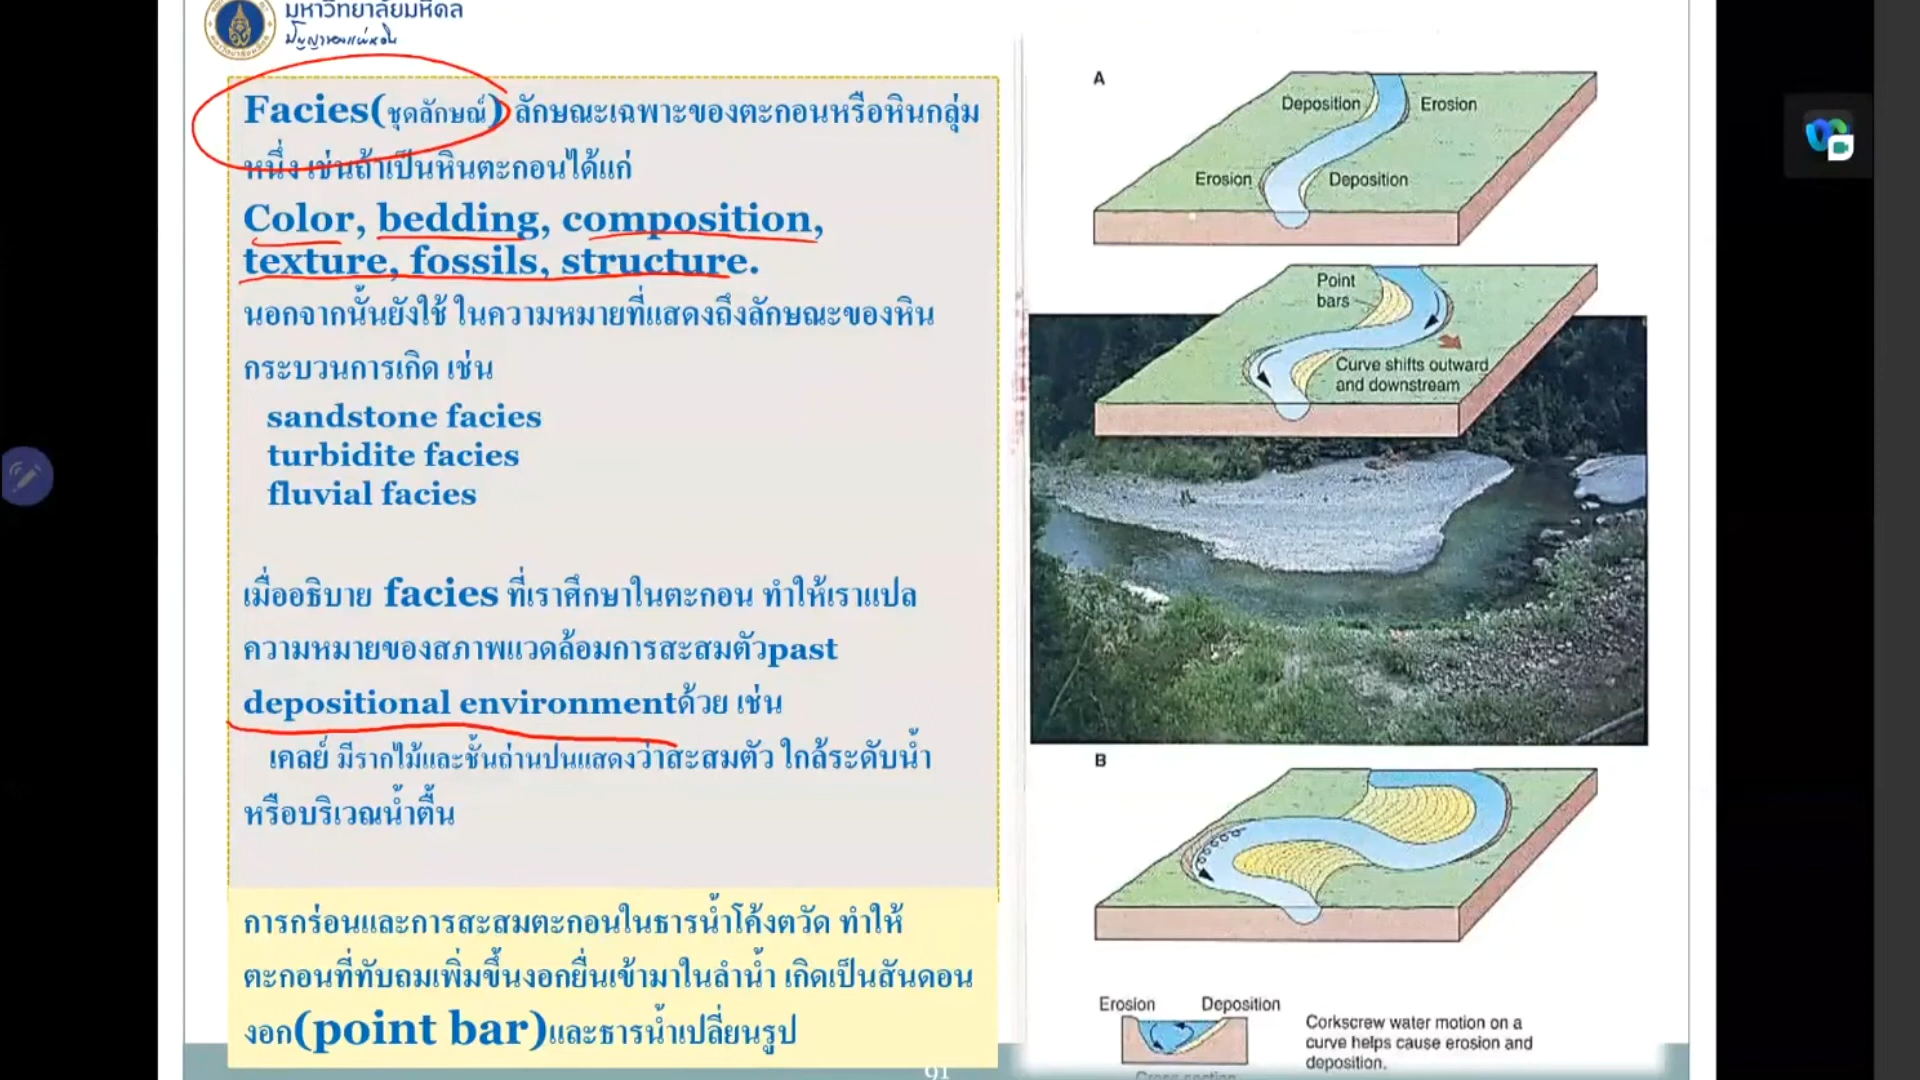 มหาวิทยาลัยมหิดล
ปัญญาของแผ่นดิน
Facies(ชุดลักษณ์) ลักษณะเฉพาะของตะกอนหรือหินกลุ่ม
หนึ่ง เช่นถ้าเป็นหินตะกอนได้แก่
Color, bedding, composition,
texture, fossils, structure.
นอกจากนั้นยังใช้ ในความหมายที่แสดงถึงลักษณะของหิน
กระบวนการเกิด เช่น
sandstone facies
turbidite facies
fluvial facies
เมื่ออธิบาย facies ที่เราศึกษาในตะกอน ทำให้เราแปล
ความหมายของสภาพแวดล้อมการสะสมตัวpast
depositional environmentด้วย เช่น
เคลย์ มีรากไม้และชั้นถ่านปนแสดงว่าสะสมตัว ใกล้ระดับน้ำ
หรือบริเวณน้ำตื้น
การกร่อนและการสะสมตะกอนในธารน้ำโค้งตวัด ทำให้
ตะกอนที่ทับถมเพิ่มขึ้นงอกยื่นเข้ามาในลำน้ำ เกิดเป็นสันดอน
งอก(point bar)และธารน้ำเปลี่ยนรูป
A
Deposition
Erosion
Erosion
Deposition
Point
bars
Curve shifts outward
and downstream
B
Erosion
Deposition
Corkscrew water motion on a
curve helps cause erosion and
deposition.
Cross section
91